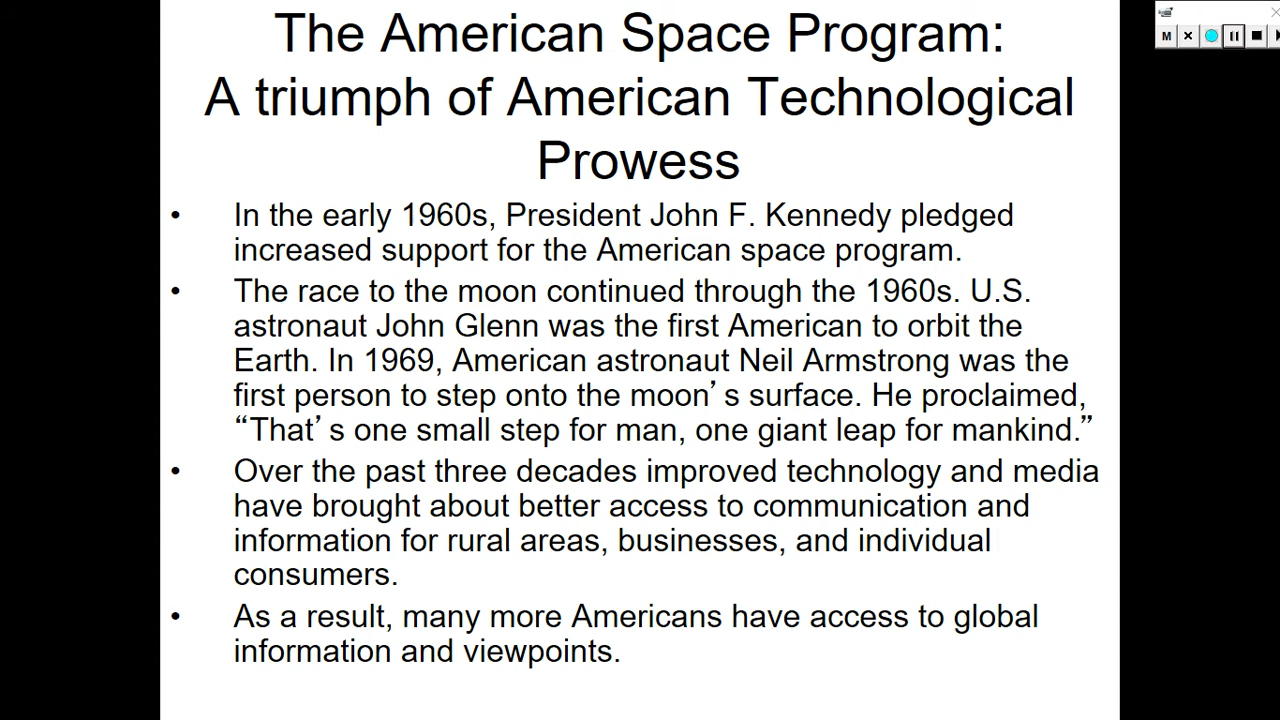 The American Space Program:
A triumph of American Technological
Prowess
• In the early 1960s, President John F. Kennedy pledged
increased support for the American space program.
• The race to the moon continued through the 1960s. U.S.
astronaut John Glenn was the first American to orbit the
Earth. In 1969, American astronaut Neil Armstrong was the
first person to step onto the moon’s surface. He proclaimed,
“That’s one small step for man, one giant leap for mankind.”
• Over the past three decades improved technology and media
have brought about better access to communication and
information for rural areas, businesses, and individual
consumers.
• As a result, many more Americans have access to global
information and viewpoints.
M